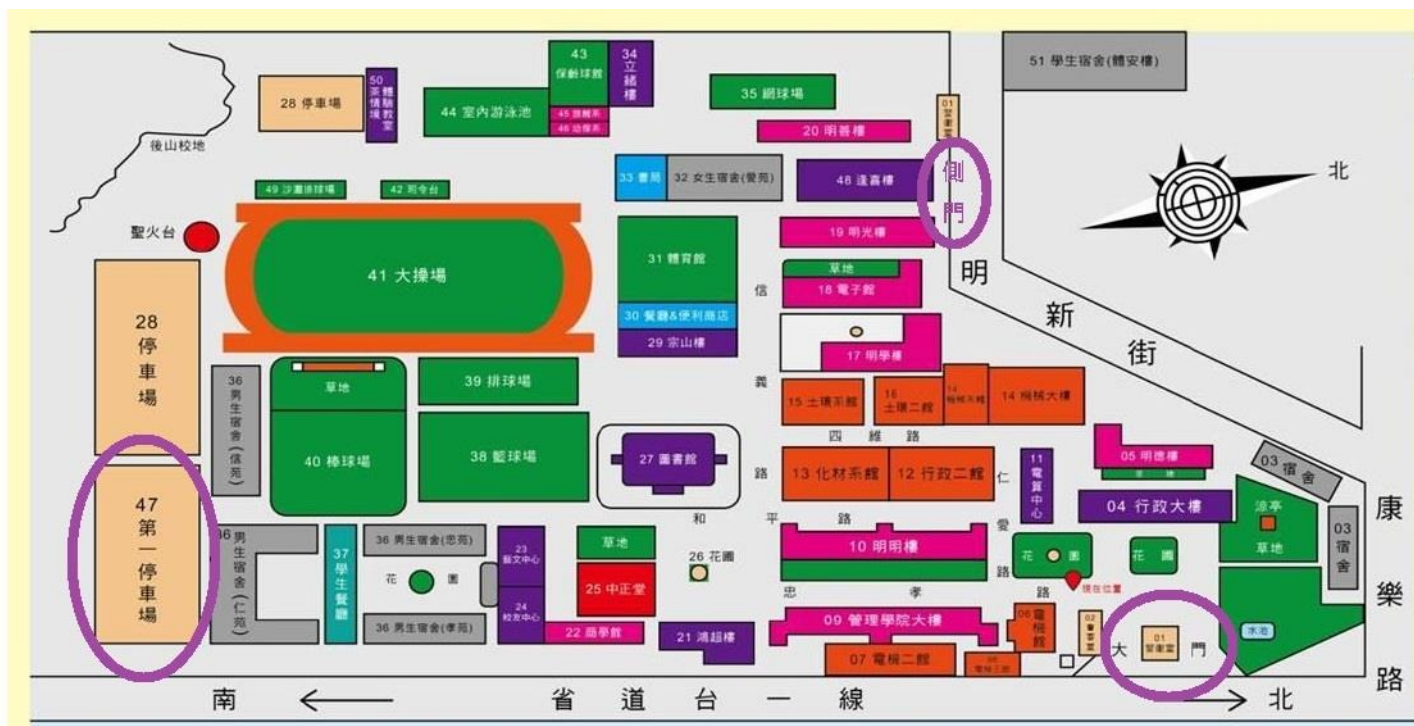 51 學生宿舍(體安樓)
43
保齡球館
34
立緒樓
28 停車場
50
茶情境
體驗教室
44 室內游泳池
35 網球場
01
警衛室
20 明善樓
後山校地
33 書局
32 女生宿舍(愛苑)
48 逢喜樓
側門
北
49 沙灘排球場
42 司令台
聖火台
41 大操場
31 體育館
19 明光樓
草地
18 電子館
明新街
28
停車場
30 餐廳&便利商店
29 宗山樓
17 明學樓
信義路
36
男生宿舍(信苑)
草地
39 排球場
15 土環系館
16
土環二館
14
機械系館
14 機械大樓
四維路
40 棒球場
38 籃球場
27 圖書館
13 化材系館
12 行政二館
仁愛路
11
電算中心
05 明德樓
草地
03 宿舍
04 行政大樓
涼亭
草地
03
宿舍
康樂路
47
第一停車場
和平路
36
男生宿舍(仁苑)
37
學生餐廳
36 男生宿舍(忠苑)
花園
36 男生宿舍(孝苑)
23
藝文中心
24
校友中心
草地
25 中正堂
26 花圃
22 商學館
21 鴻超樓
10 明明樓
忠孝路
花園
花圃
現在位置
09 管理學院大樓
07 電機二館
06
電機館
02
01
警衛室
大門
水池
南
省道台一線
北